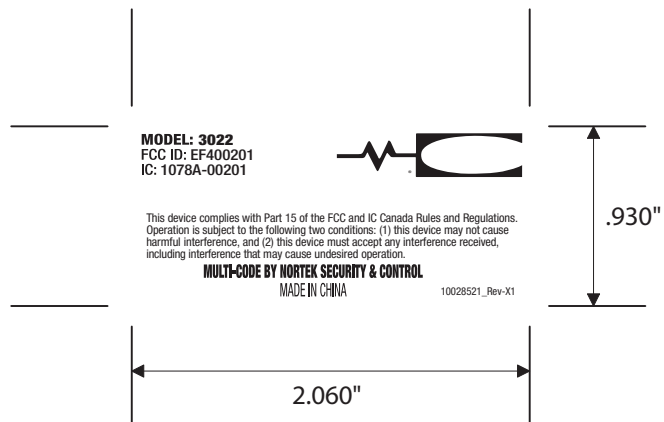 MODEL: 3022
FCC ID: EF400201
IC: 1078A-00201
This device complies with Part 15 of the FCC and IC Canada Rules and Regulations.
Operation is subject to the following two conditions: (1) this device may not cause
harmful interference, and (2) this device must accept any interference received,
including interference that may cause undesired operation.
MULTI-CODE BY NORTEK SECURITY & CONTROL
MADE IN CHINA
10028521_Rev-X1
.930"
2.060"